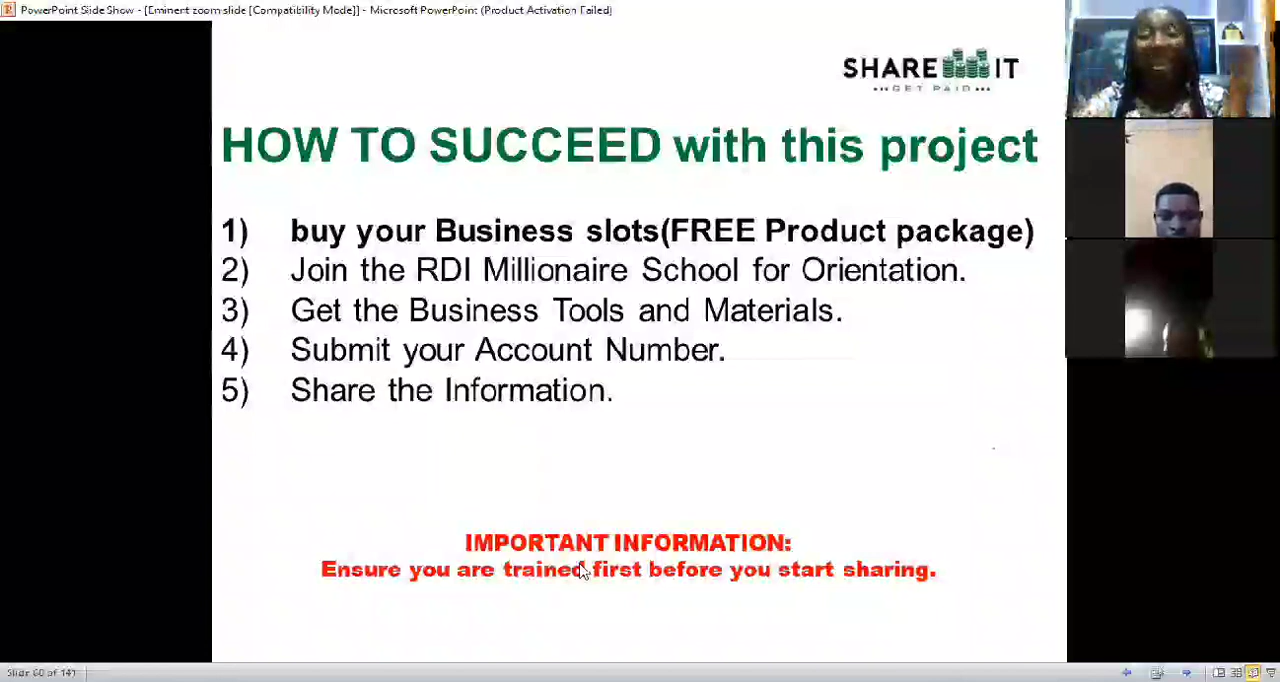 PowerPoint Slide Show - [Eminent zoom slide [Compatibility Mode]] - Microsoft PowerPoint (Product Activation Failed)
SHARE IT
...GET PAID...
HOW TO SUCCEED with this project
1) buy your Business slots(FREE Product package)
2) Join the RDI Millionaire School for Orientation.
3) Get the Business Tools and Materials.
4) Submit your Account Number.
5) Share the Information.
IMPORTANT INFORMATION:
Ensure you are trained first before you start sharing.
Slide 60 of 141